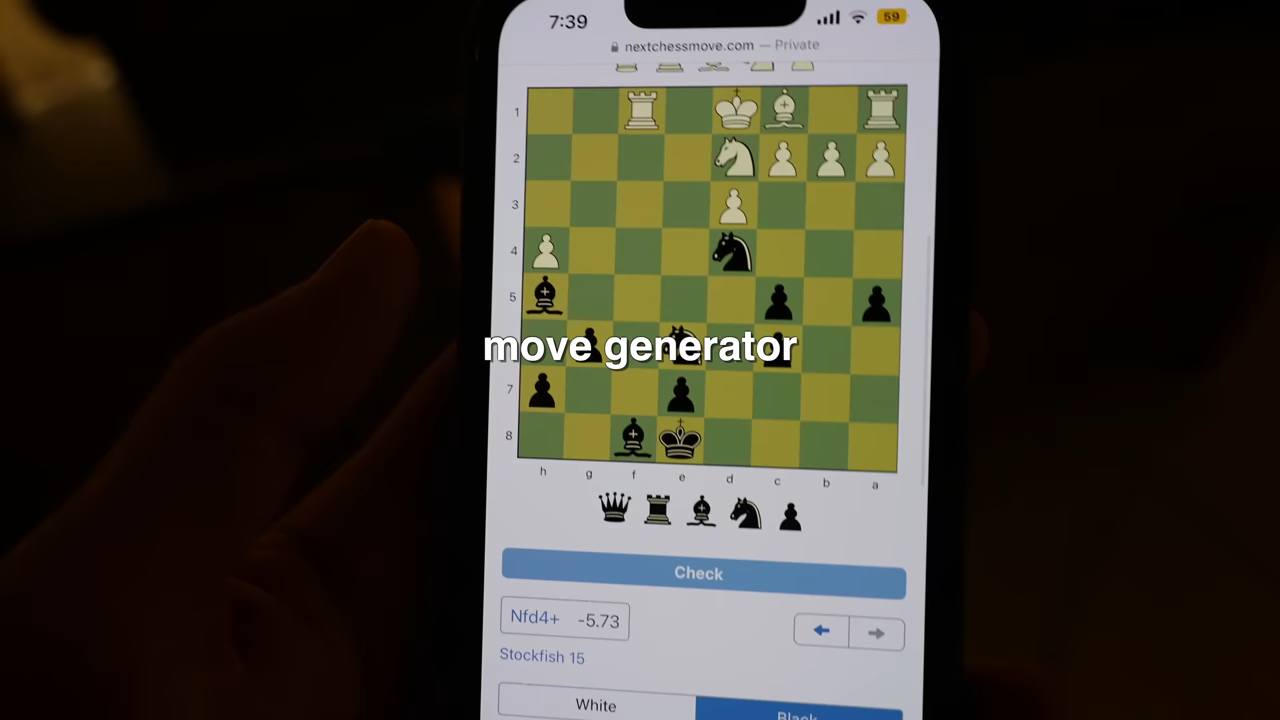 7:39
59
nextchessmove.com — Private
1
2
3
4
5
move generator
7
8
h g f e d c b a
Check
Nfd4+ -5.73
Stockfish 15
White
Black